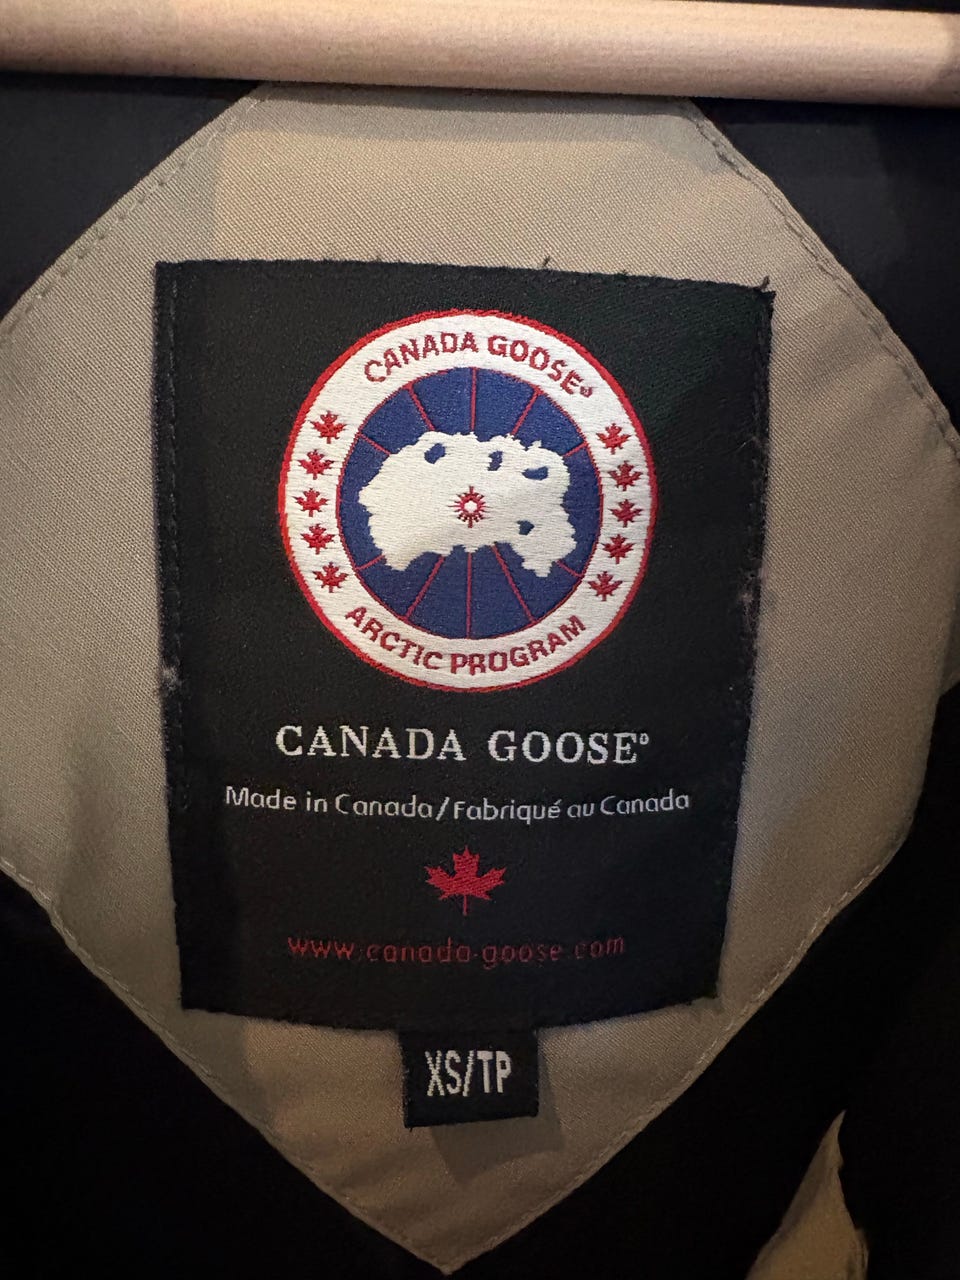 CANADA GOOSE®
ARCTIC PROGRAM
CANADA GOOSE®
Made in Canada/Fabriqué au Canada
www.canada-goose.com
XS/TP